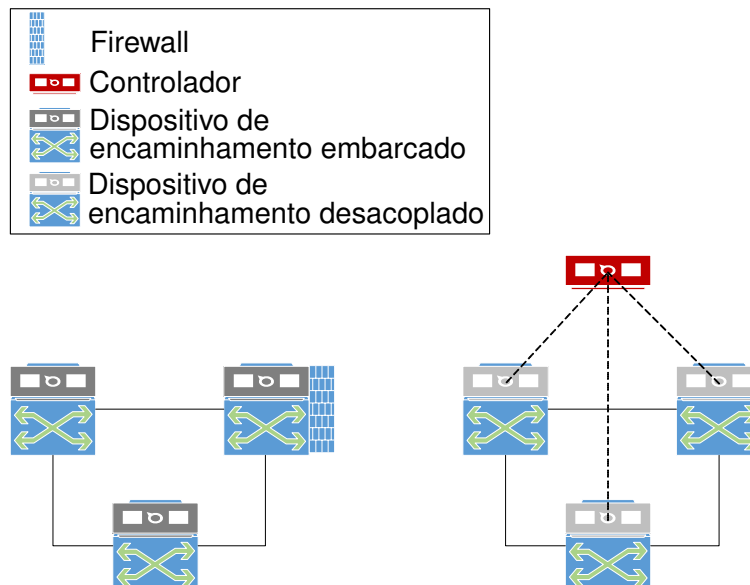 Firewall
Controlador
Dispositivo de
encaminhamento embarcado
Dispositivo de
encaminhamento desacoplado